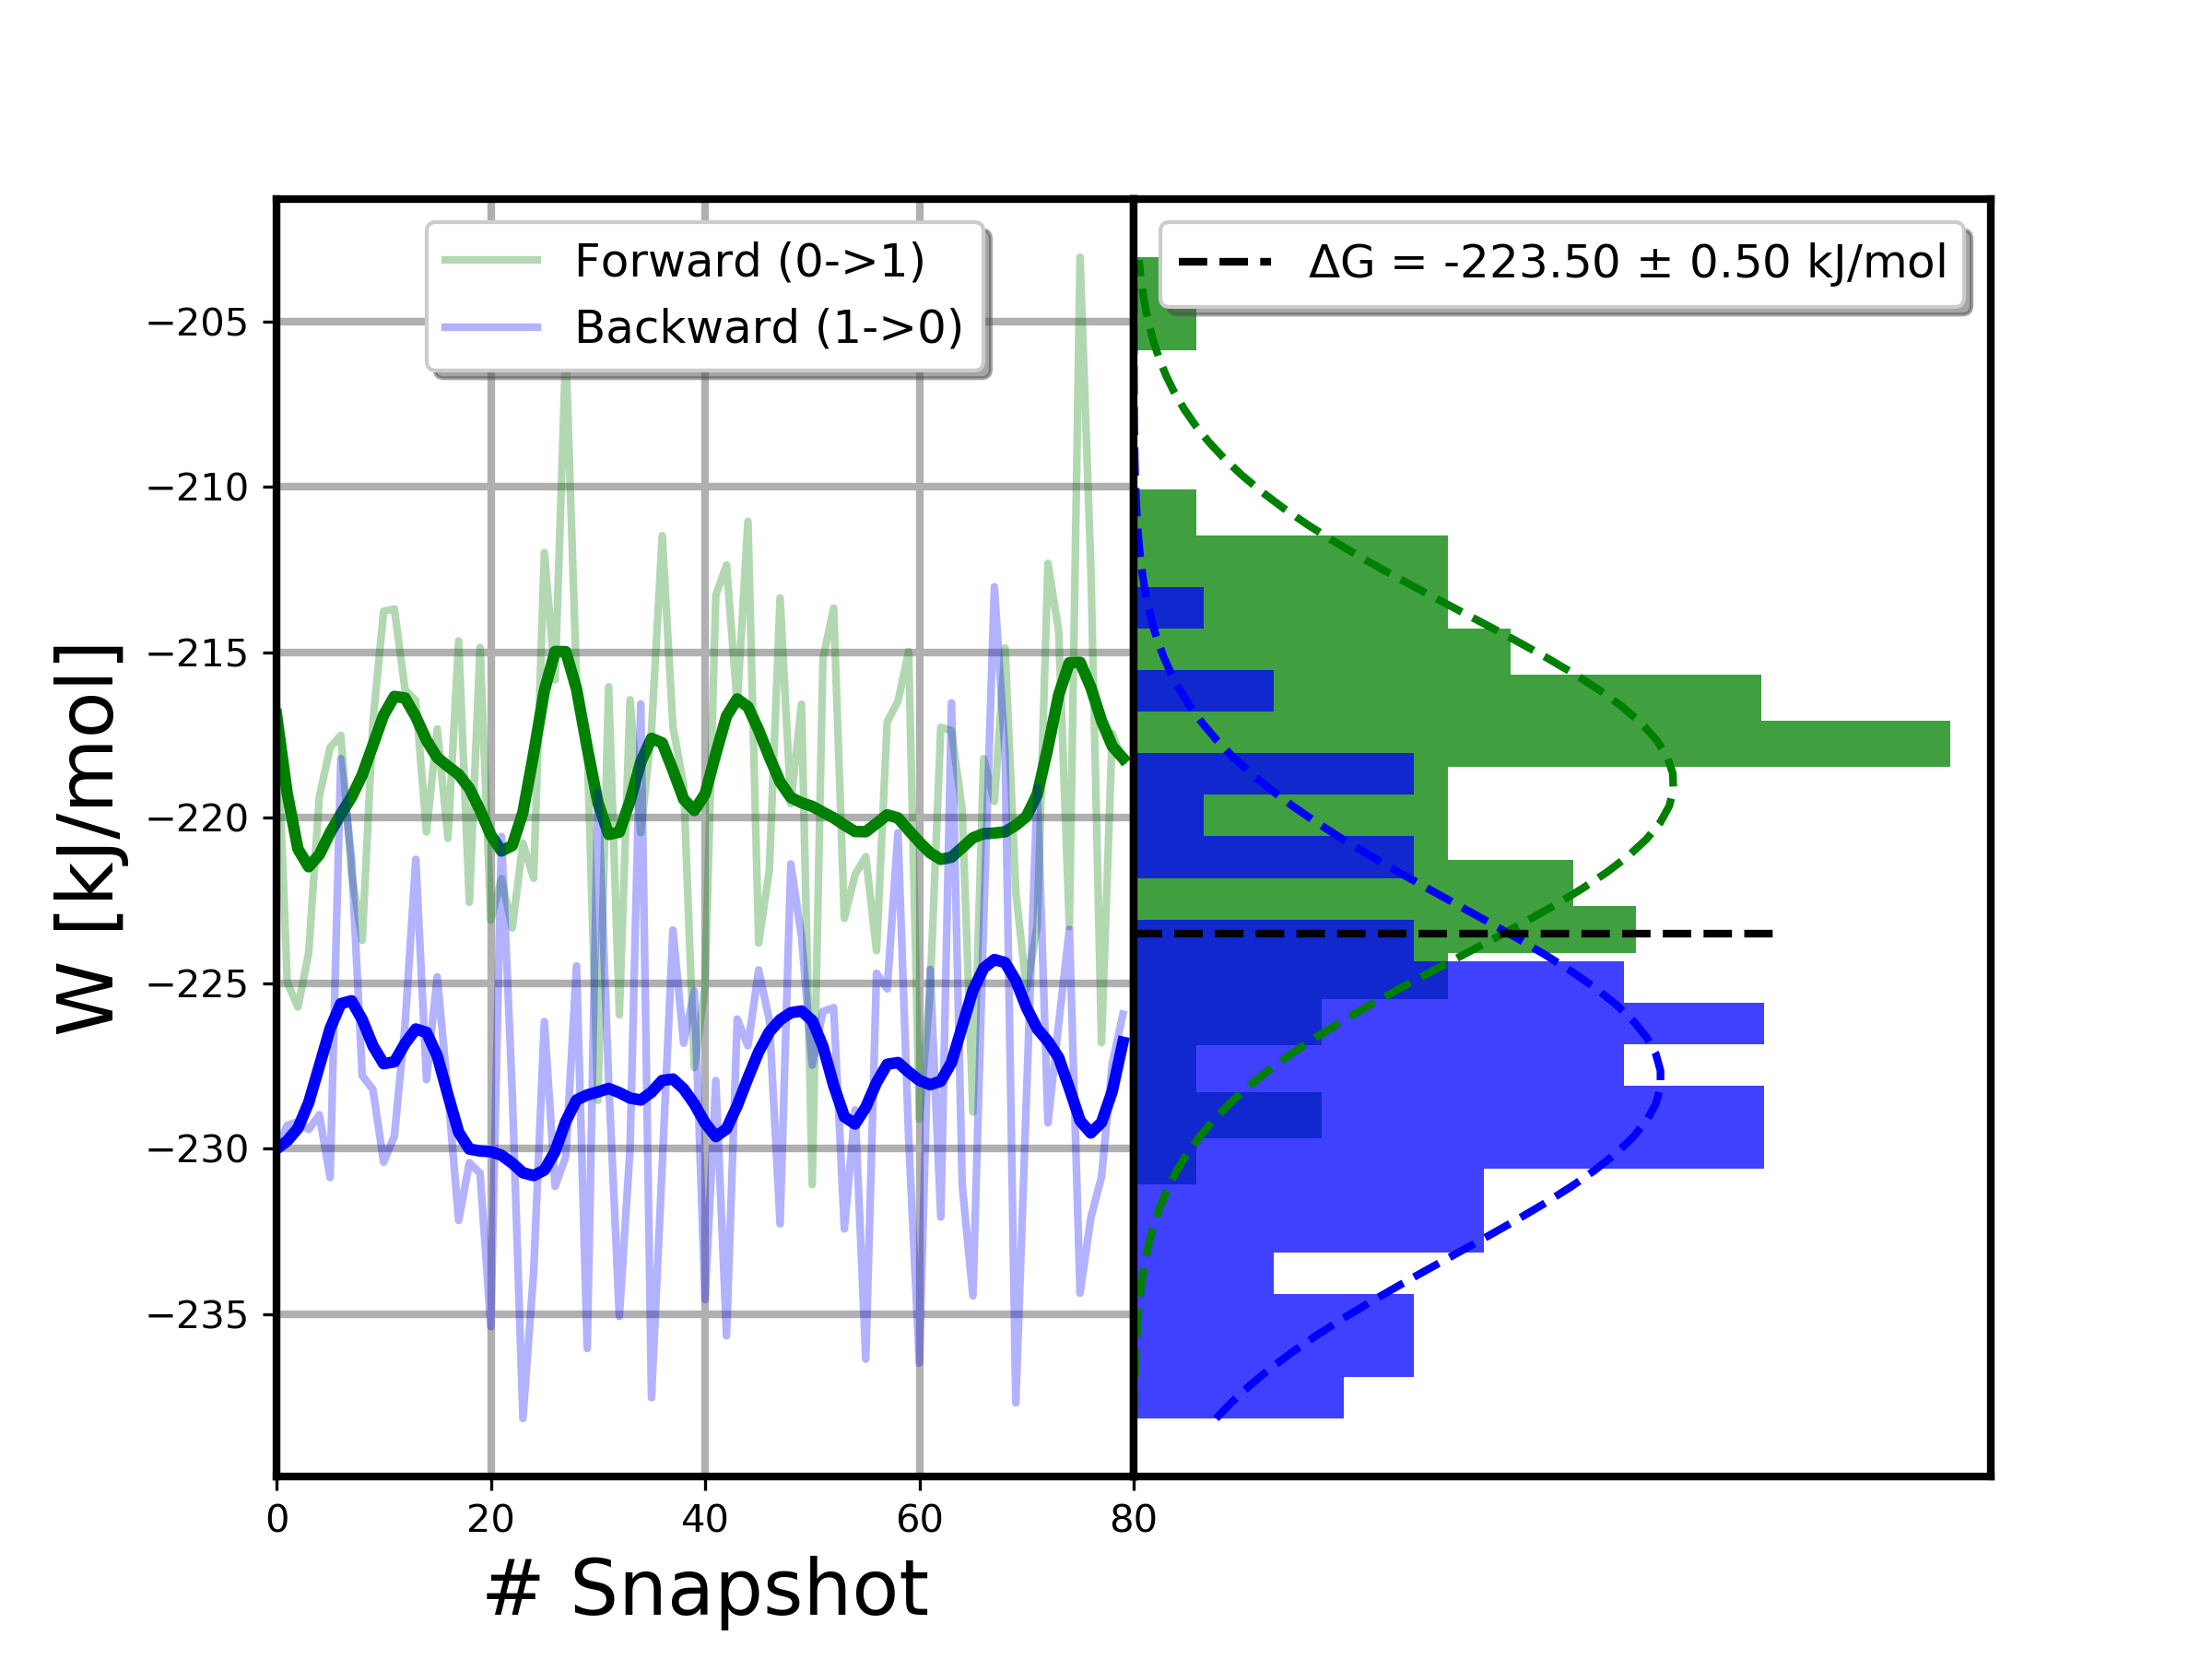 Forward (0->1)
Backward (1->0)
ΔG = -223.50 ± 0.50 kJ/mol
W [kJ/mol]
−205
−210
−215
−220
−225
−230
−235
0 20 40 60 80
# Snapshot